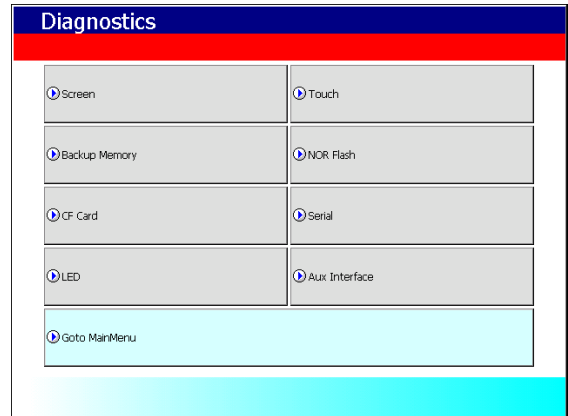 Diagnostics
Screen
Touch
Backup Memory
NOR Flash
CF Card
Serial
LED
Aux Interface
Goto MainMenu